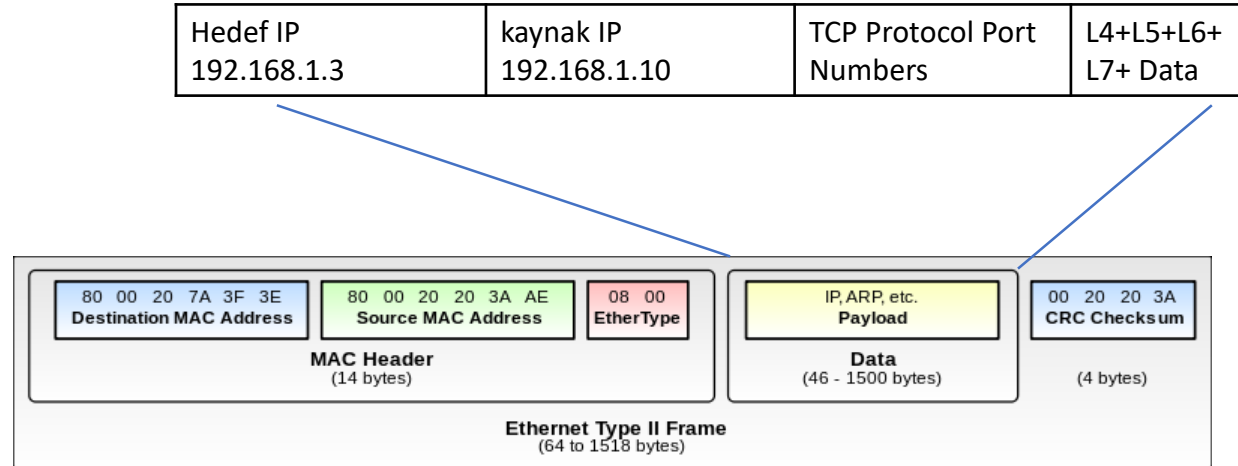 Hedef IP
192.168.1.3
kaynak IP
192.168.1.10
TCP Protocol Port
Numbers
L4+L5+L6+
L7+ Data
80 00 20 7A 3F 3E
Destination MAC Address
80 00 20 20 3A AE
Source MAC Address
08 00
EtherType
IP, ARP, etc.
Payload
00 20 20 3A
CRC Checksum
MAC Header
(14 bytes)
Data
(46 - 1500 bytes)
(4 bytes)
Ethernet Type II Frame
(64 to 1518 bytes)